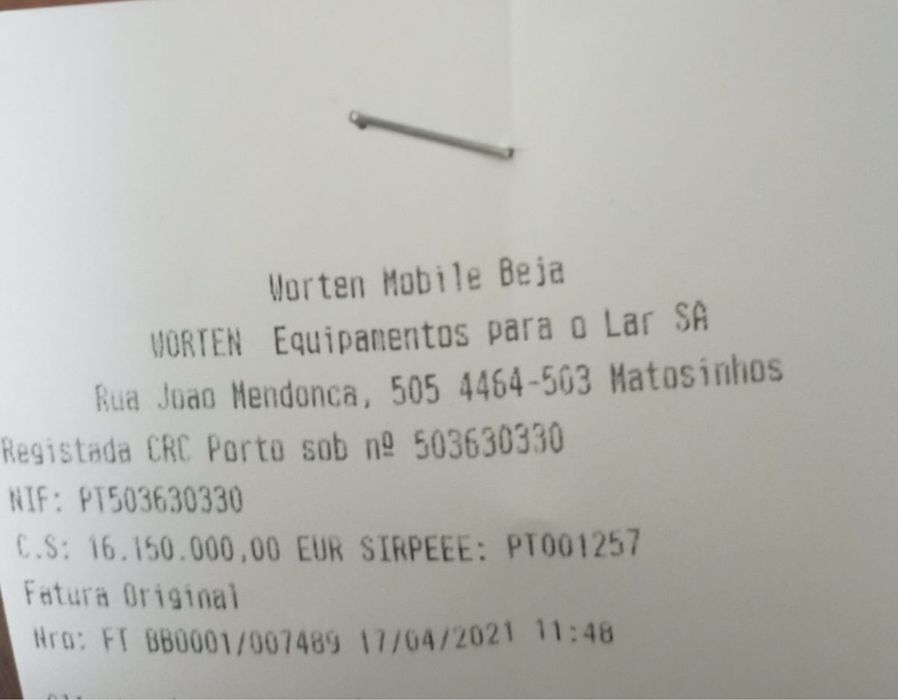 Worten Mobile Beja
WORTEN Equipamentos para o Lar SA
Rua Joao Mendonca, 505 4464-503 Matosinhos
Registada CRC Porto sob nº 503630330
NIF: PT503630330
C.S: 16.150.000,00 EUR SIRPEEE: PT001257
Fatura Original
Nro: FT BB0001/007489 17/04/2021 11:48